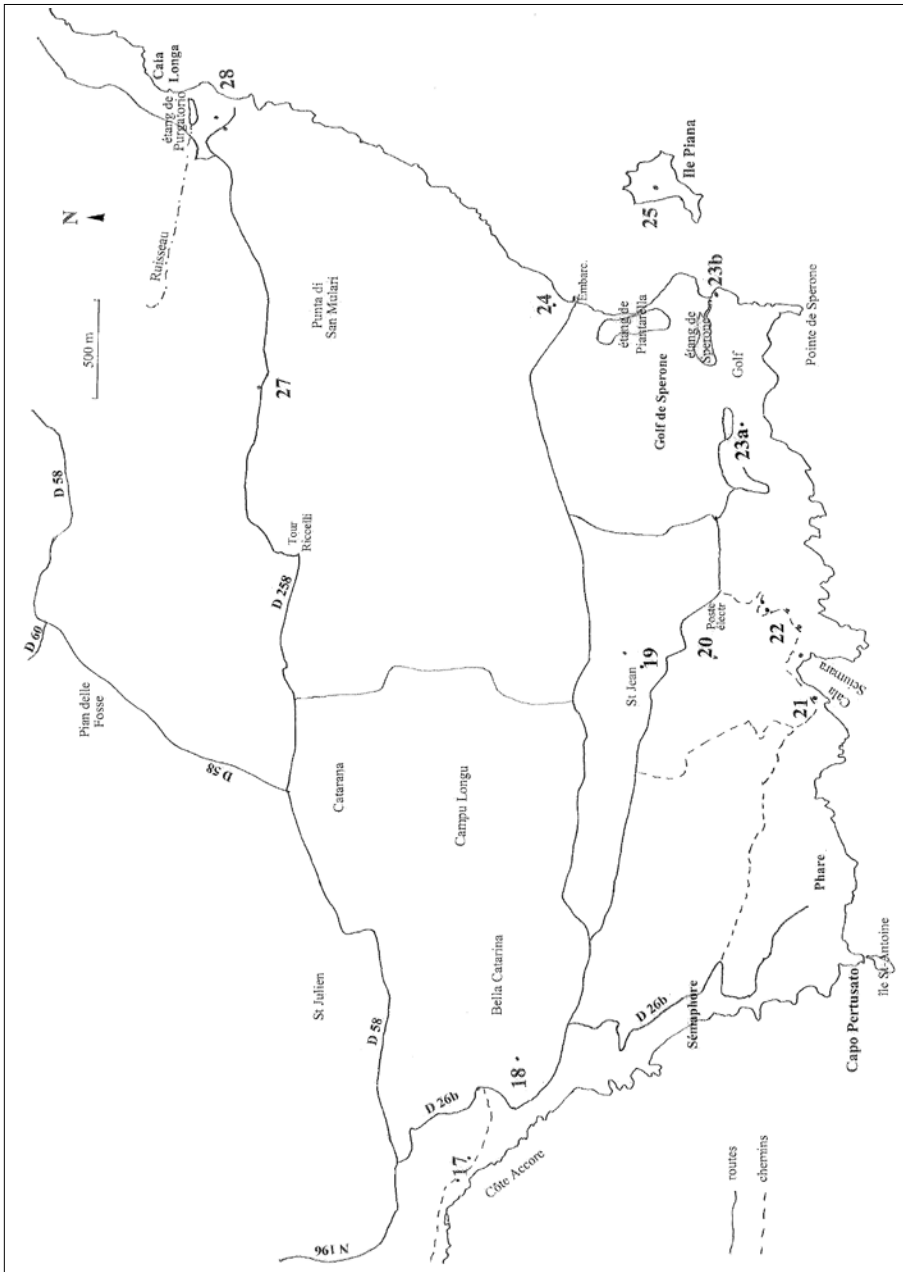 Cala
Longa
28
étang de
Purgatorio
N
Ruisseau
500 m
Punta di
San Mulari
27
D 58
Tour
Riccelli
D 258
D 60
Pian delle
Fosse
D 58
Catarana
Campu Longu
St Julien
Bella Catarina
D 58
D 26b
18
17
Côte Accore
N 196
Ile Piana
25
24
Embarc.
étang de
Piantarella
23b
étang de
Sperone
Golf
Pointe de Sperone
Golf de Sperone
23a
St Jean
19
Poste
électr
20
22
Cala
Sciumara
21
Phare
D 26b
Sémaphore
Capo Pertusato
Ile St-Antoine
routes
chemins